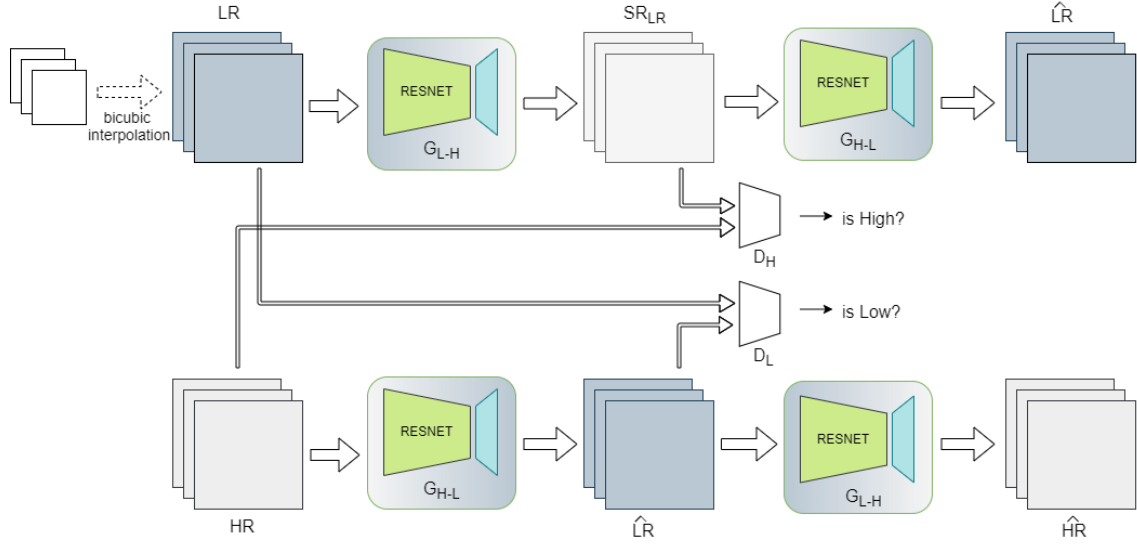 LR
SR_LR
L̂R
bicubic
interpolation
RESNET
G_L-H
RESNET
G_H-L
is High?
D_H
is Low?
D_L
RESNET
G_H-L
RESNET
G_L-H
HR
L̂R
ĤR